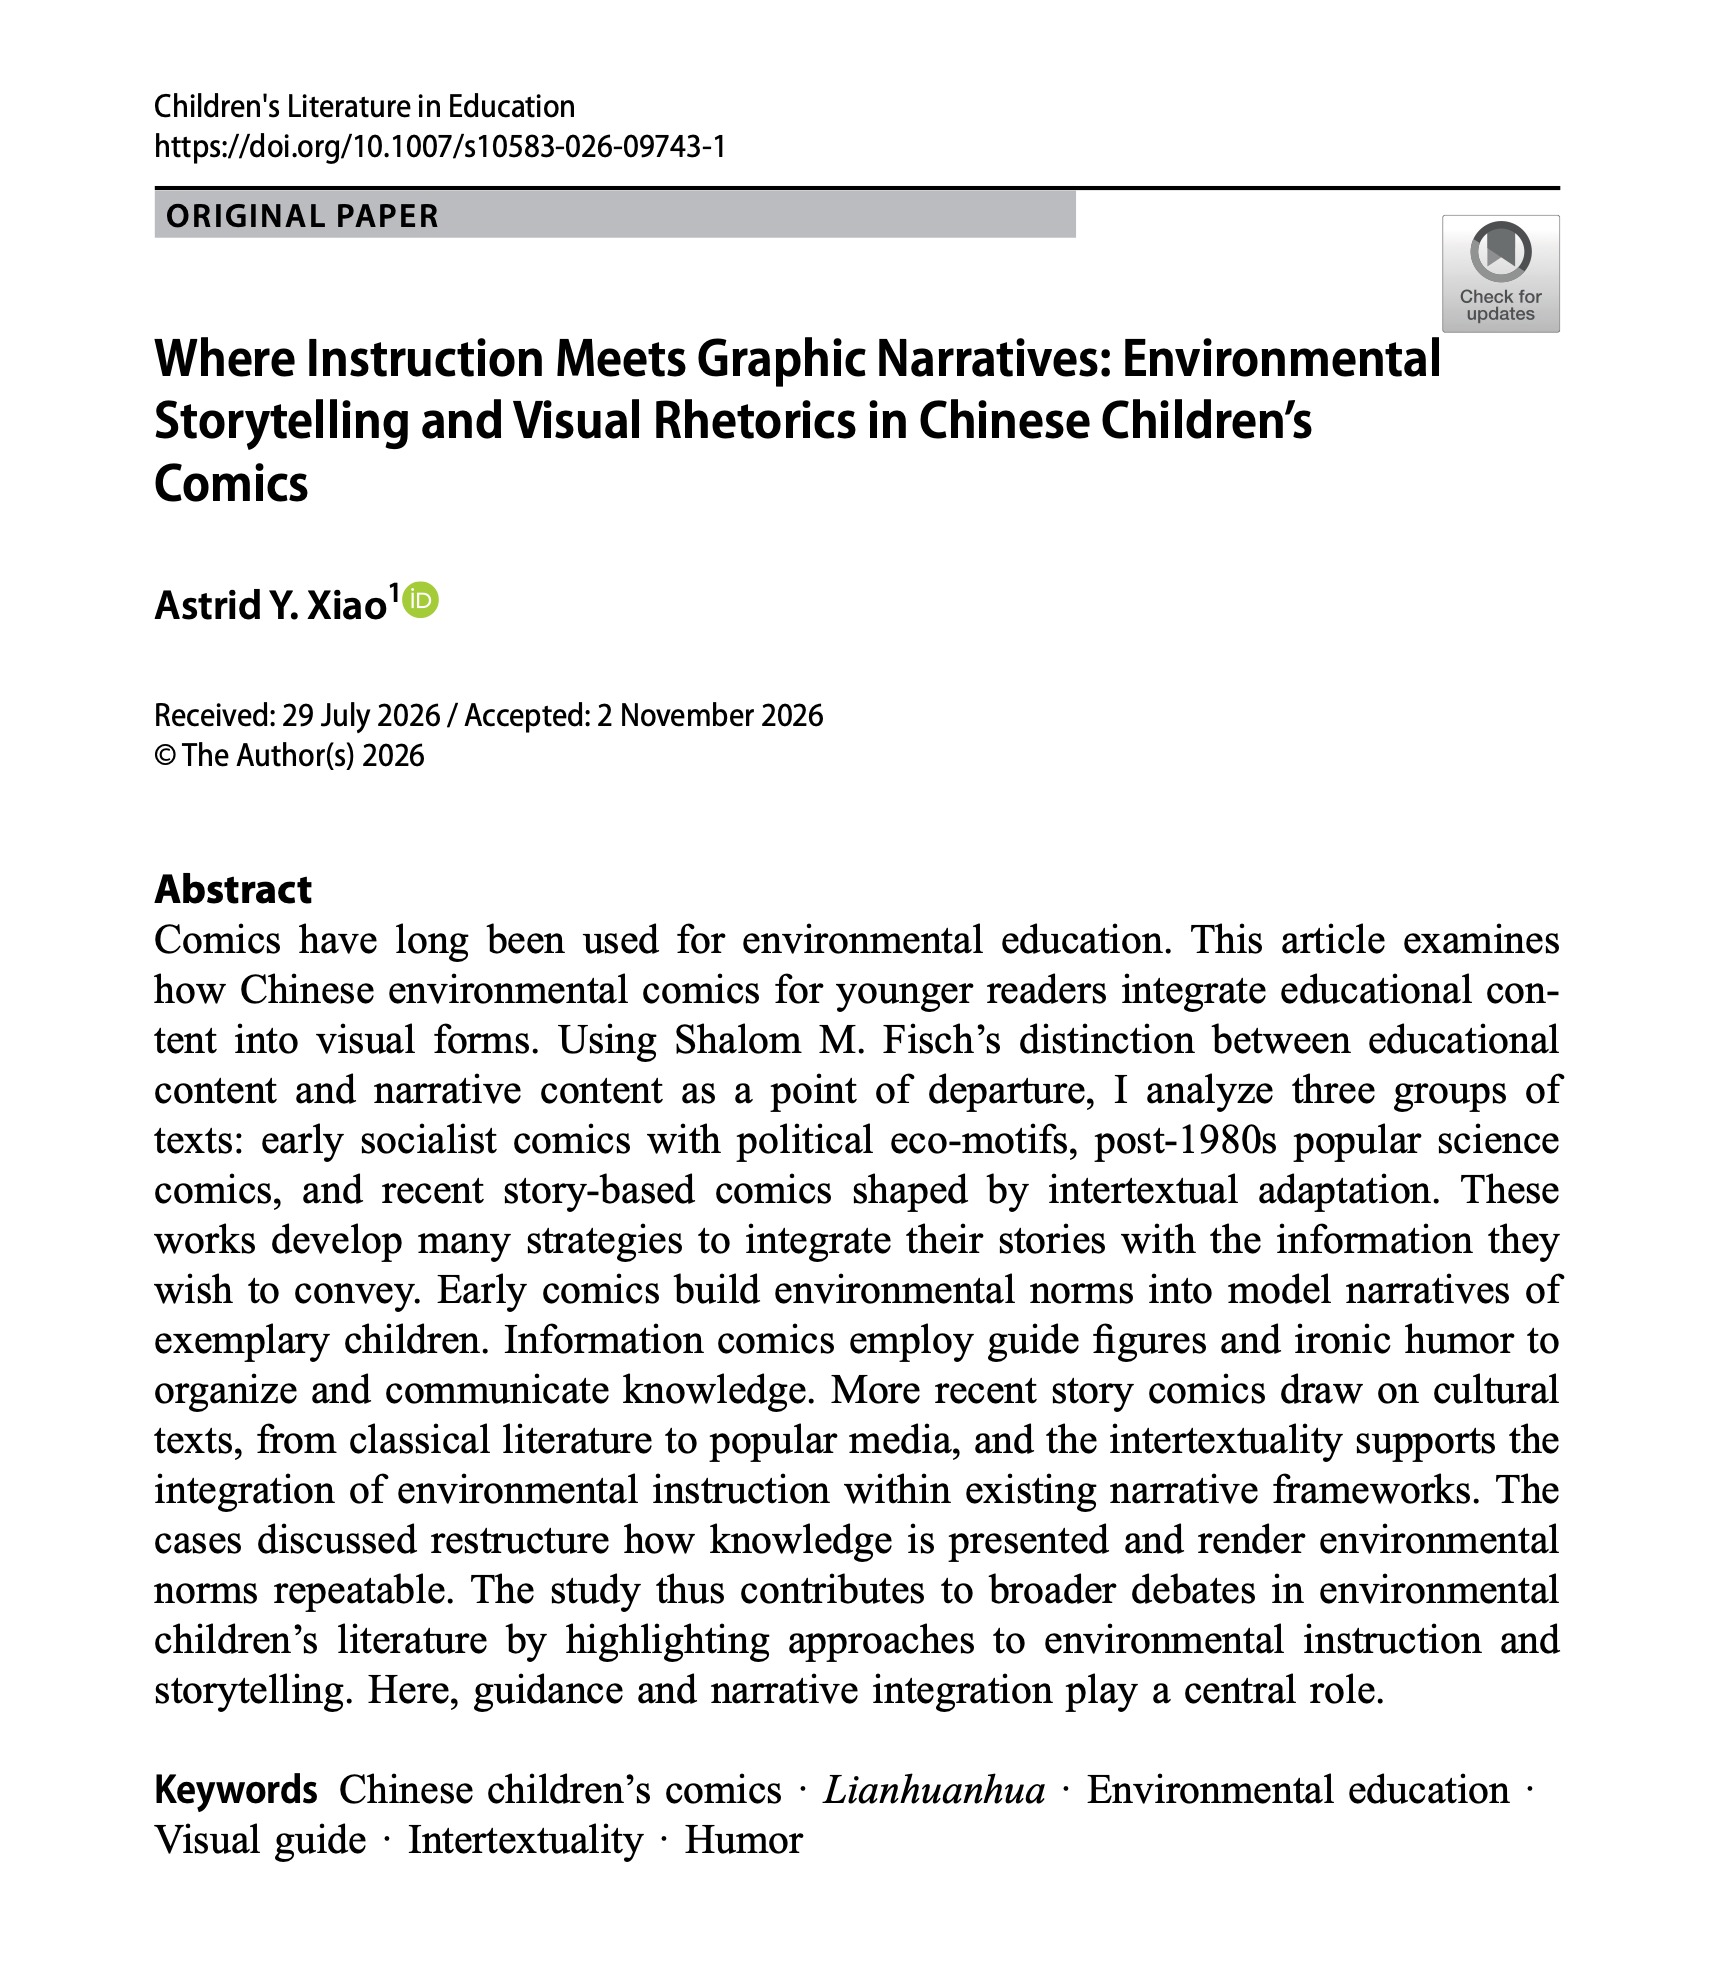 Children's Literature in Education
https://doi.org/10.1007/s10583-026-09743-1
ORIGINAL PAPER
Check for
updates
Where Instruction Meets Graphic Narratives: Environmental
Storytelling and Visual Rhetorics in Chinese Children’s
Comics
Astrid Y. Xiao1 iD
Received: 29 July 2026 / Accepted: 2 November 2026
© The Author(s) 2026
Abstract
Comics have long been used for environmental education. This article examines
how Chinese environmental comics for younger readers integrate educational con-
tent into visual forms. Using Shalom M. Fisch’s distinction between educational
content and narrative content as a point of departure, I analyze three groups of
texts: early socialist comics with political eco-motifs, post-1980s popular science
comics, and recent story-based comics shaped by intertextual adaptation. These
works develop many strategies to integrate their stories with the information they
wish to convey. Early comics build environmental norms into model narratives of
exemplary children. Information comics employ guide figures and ironic humor to
organize and communicate knowledge. More recent story comics draw on cultural
texts, from classical literature to popular media, and the intertextuality supports the
integration of environmental instruction within existing narrative frameworks. The
cases discussed restructure how knowledge is presented and render environmental
norms repeatable. The study thus contributes to broader debates in environmental
children’s literature by highlighting approaches to environmental instruction and
storytelling. Here, guidance and narrative integration play a central role.
Keywords Chinese children’s comics · Lianhuanhua · Environmental education ·
Visual guide · Intertextuality · Humor